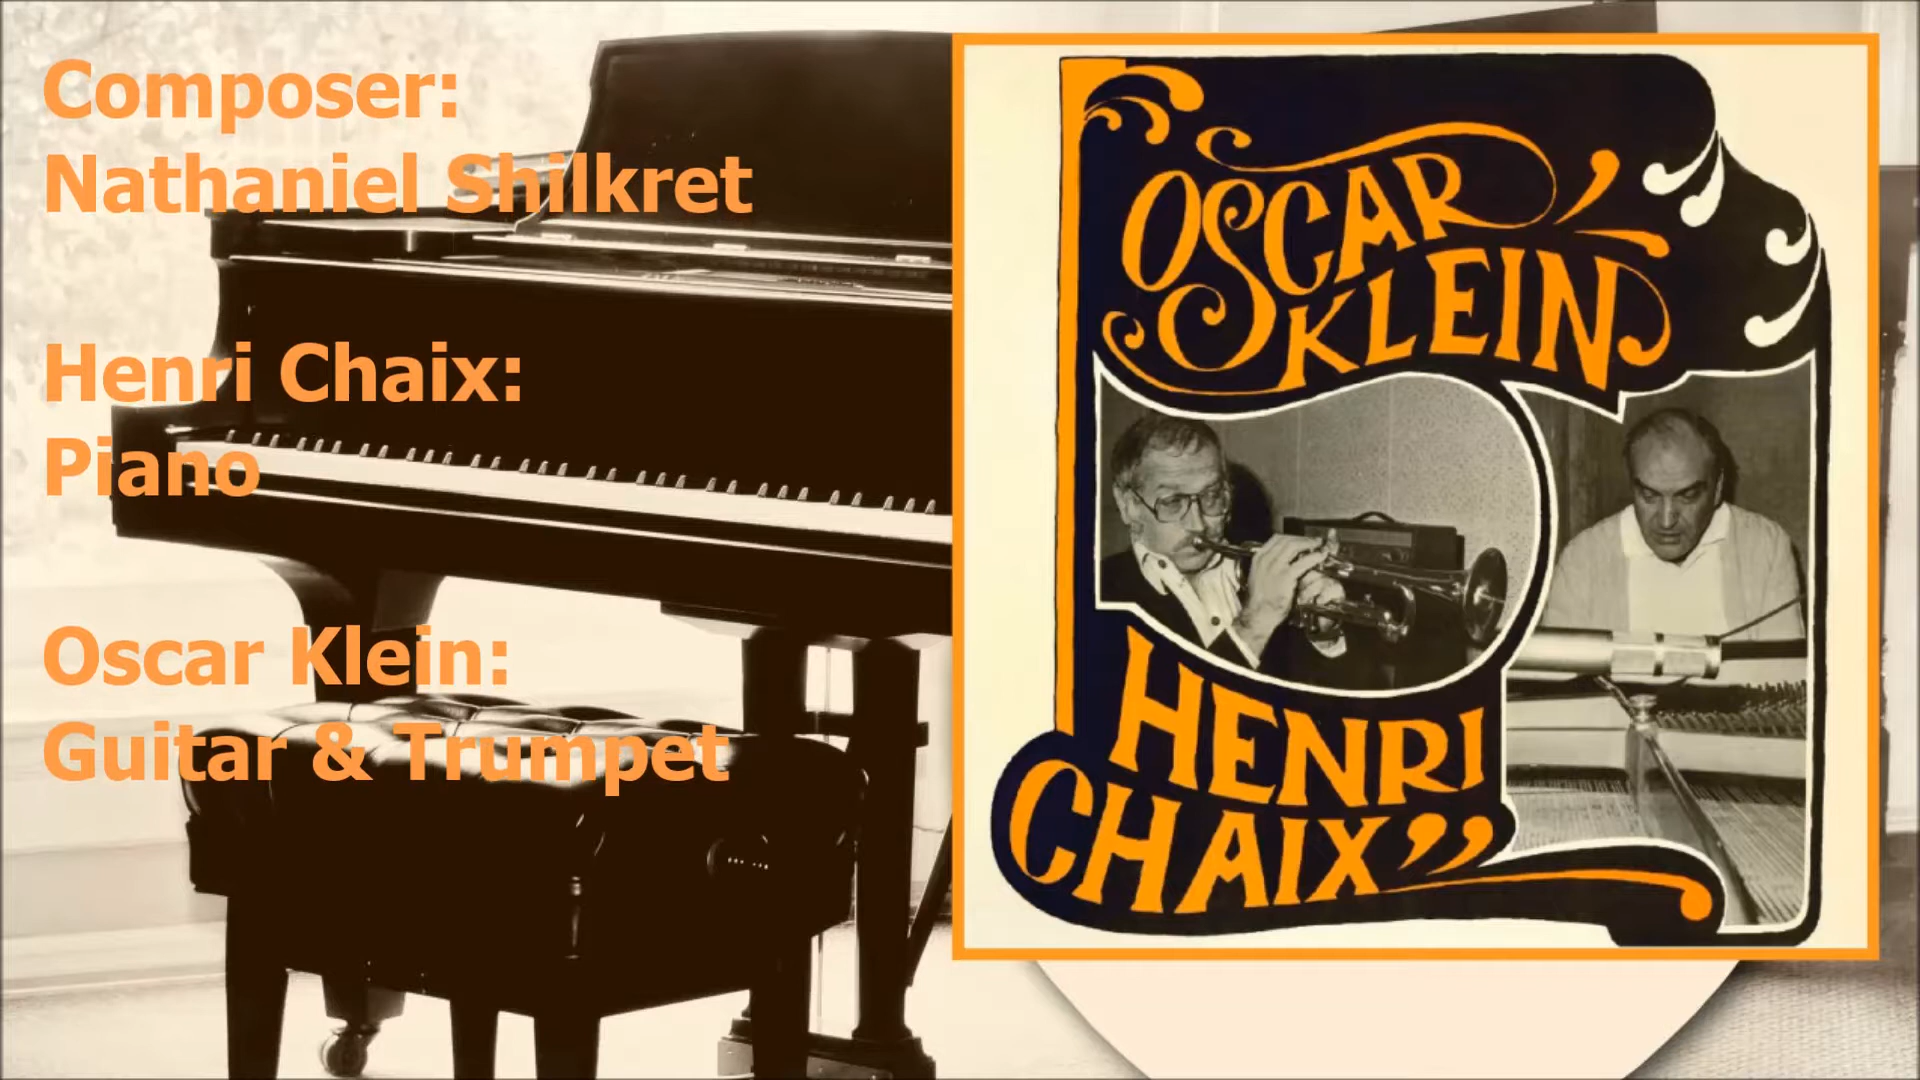 Composer:
Nathaniel Shilkret
Henri Chaix:
Piano
Oscar Klein:
Guitar & Trumpet
OSCAR
KLEIN
HENRI
CHAIX